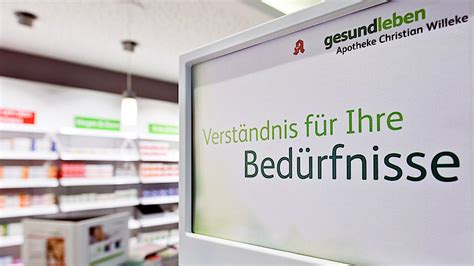 gesundleben
Apotheke Christian Willeke
Verständnis für Ihre
Bedürfnisse